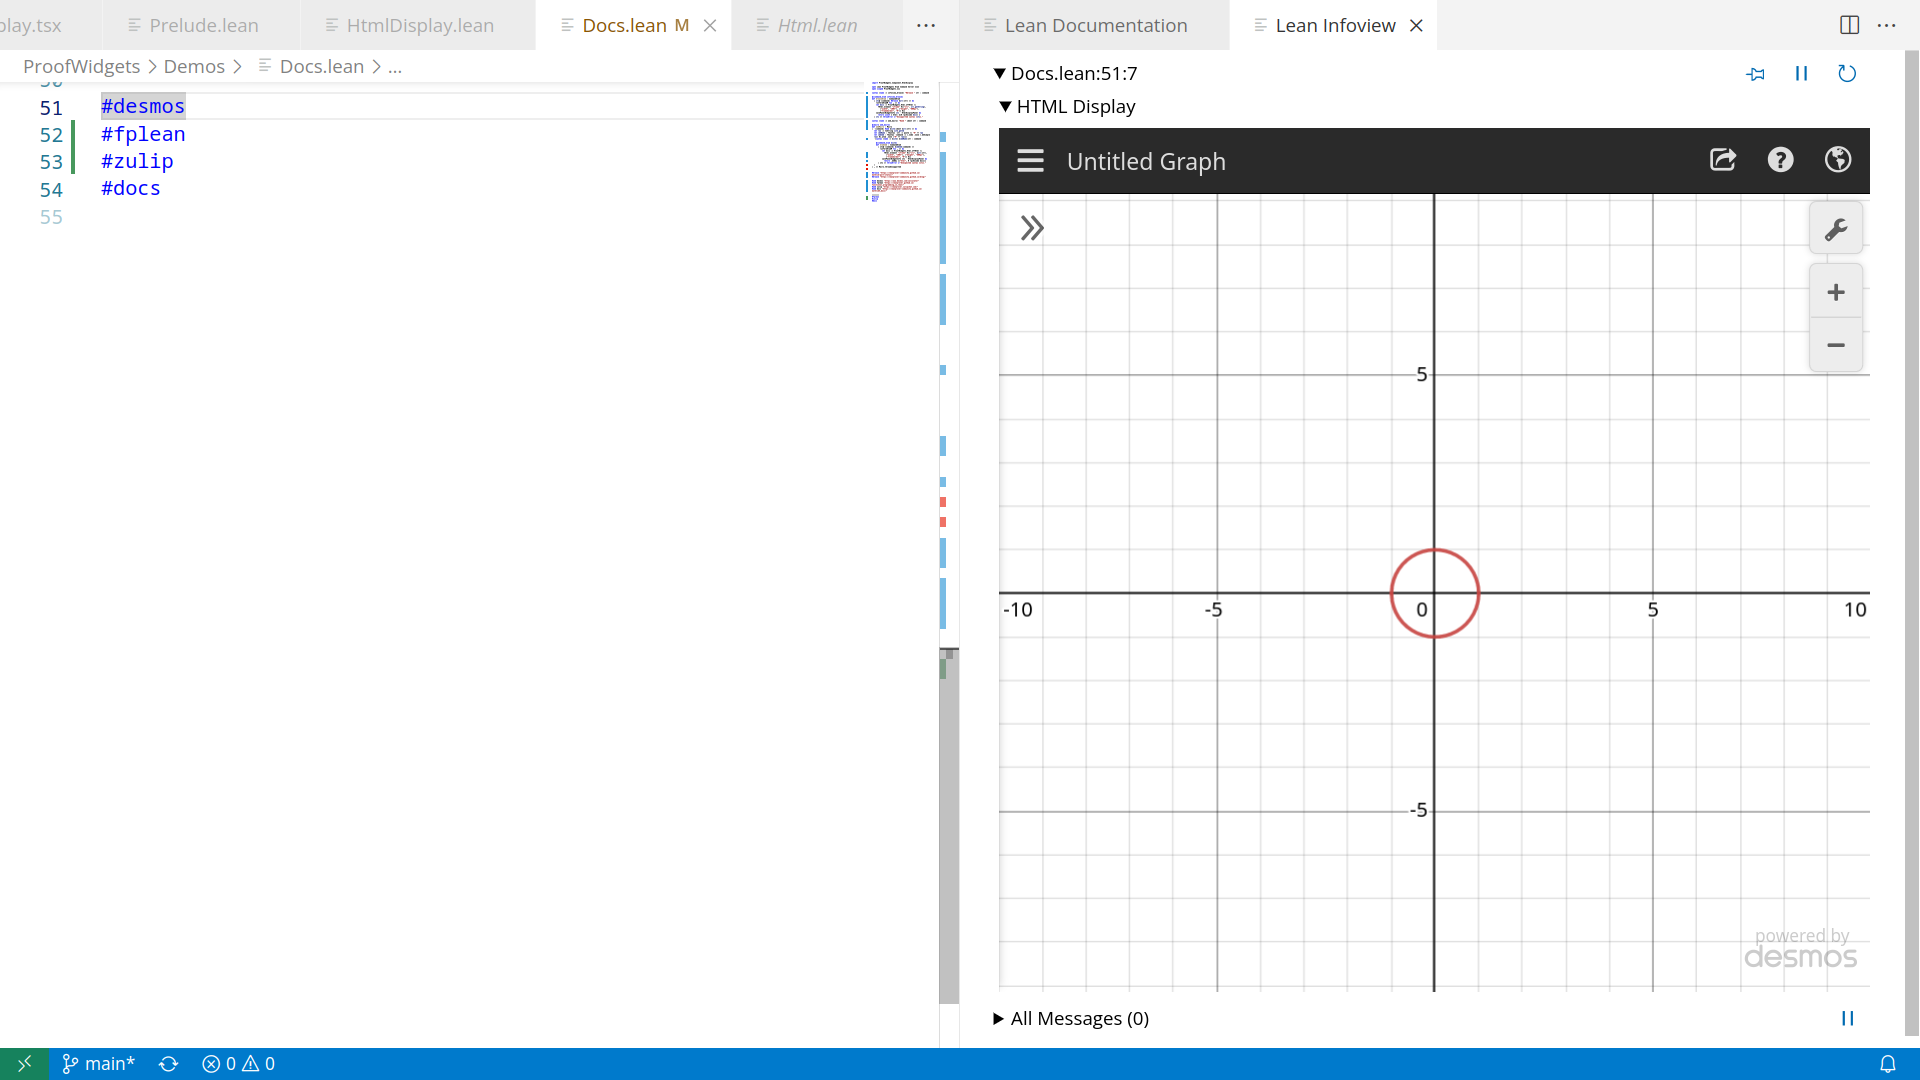 play.tsx
Prelude.lean
HtmlDisplay.lean
Docs.lean M
Html.lean
Lean Documentation
Lean Infoview
ProofWidgets > Demos > Docs.lean > ...
51 #desmos
52 #fplean
53 #zulip
54 #docs
55
Docs.lean:51:7
HTML Display
Untitled Graph
5
-10 -5 0 5 10
-5
powered by
desmos
All Messages (0)
main* 0 0